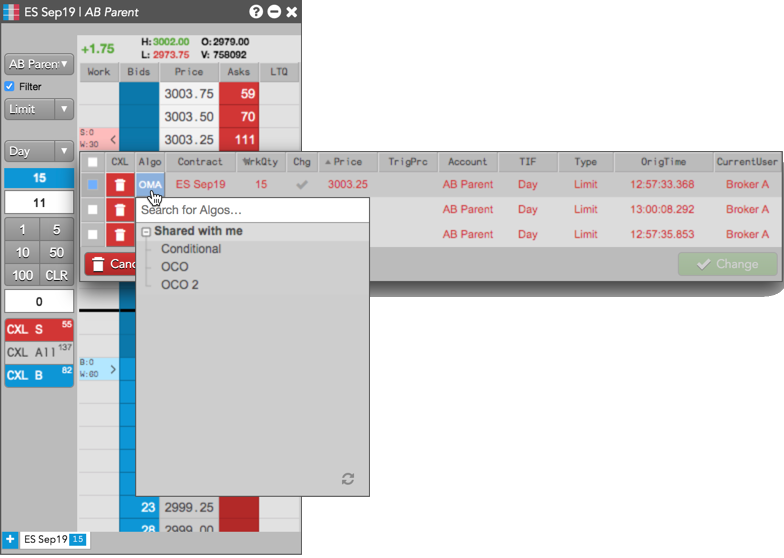 ES Sep19 | AB Parent
+1.75
H: 3002.00 O: 2979.00
L: 2973.75 V: 758092
Work Bids Price Asks LTQ
3003.75 59
3003.50 70
3003.25 111
S:0
W:30
AB Parent
Filter
Limit
Day
15
11
1 5
10 50
100 CLR
0
CXL S 55
CXL All 137
CXL B 82
CXL Algo Contract WrkQty Chg Price TrigPrc Account TIF Type OrigTime CurrentUser
OMA ES Sep19 15 3003.25 AB Parent Day Limit 12:57:33.368 Broker A
AB Parent Day Limit 13:00:08.292 Broker A
AB Parent Day Limit 12:57:35.853 Broker A
Canc
Change
Search for Algos...
Shared with me
Conditional
OCO
OCO 2
B:0
W:60
23 2999.25
28 2999.00
ES Sep19 15